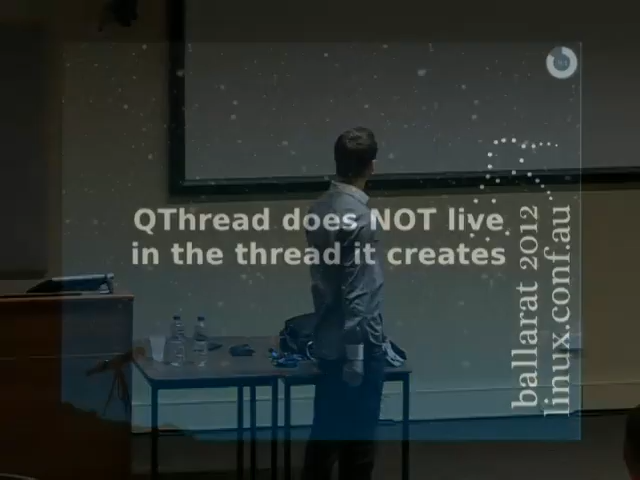 QThread does NOT live
in the thread it creates
ballarat 2012
linux.conf.au